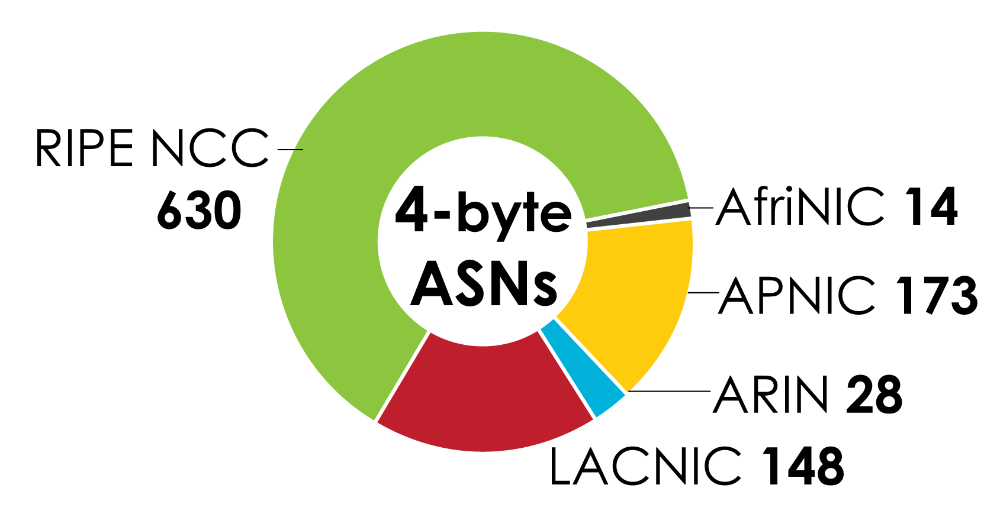 RIPE NCC
630
4-byte
ASNs
AfriNIC 14
APNIC 173
ARIN 28
LACNIC 148